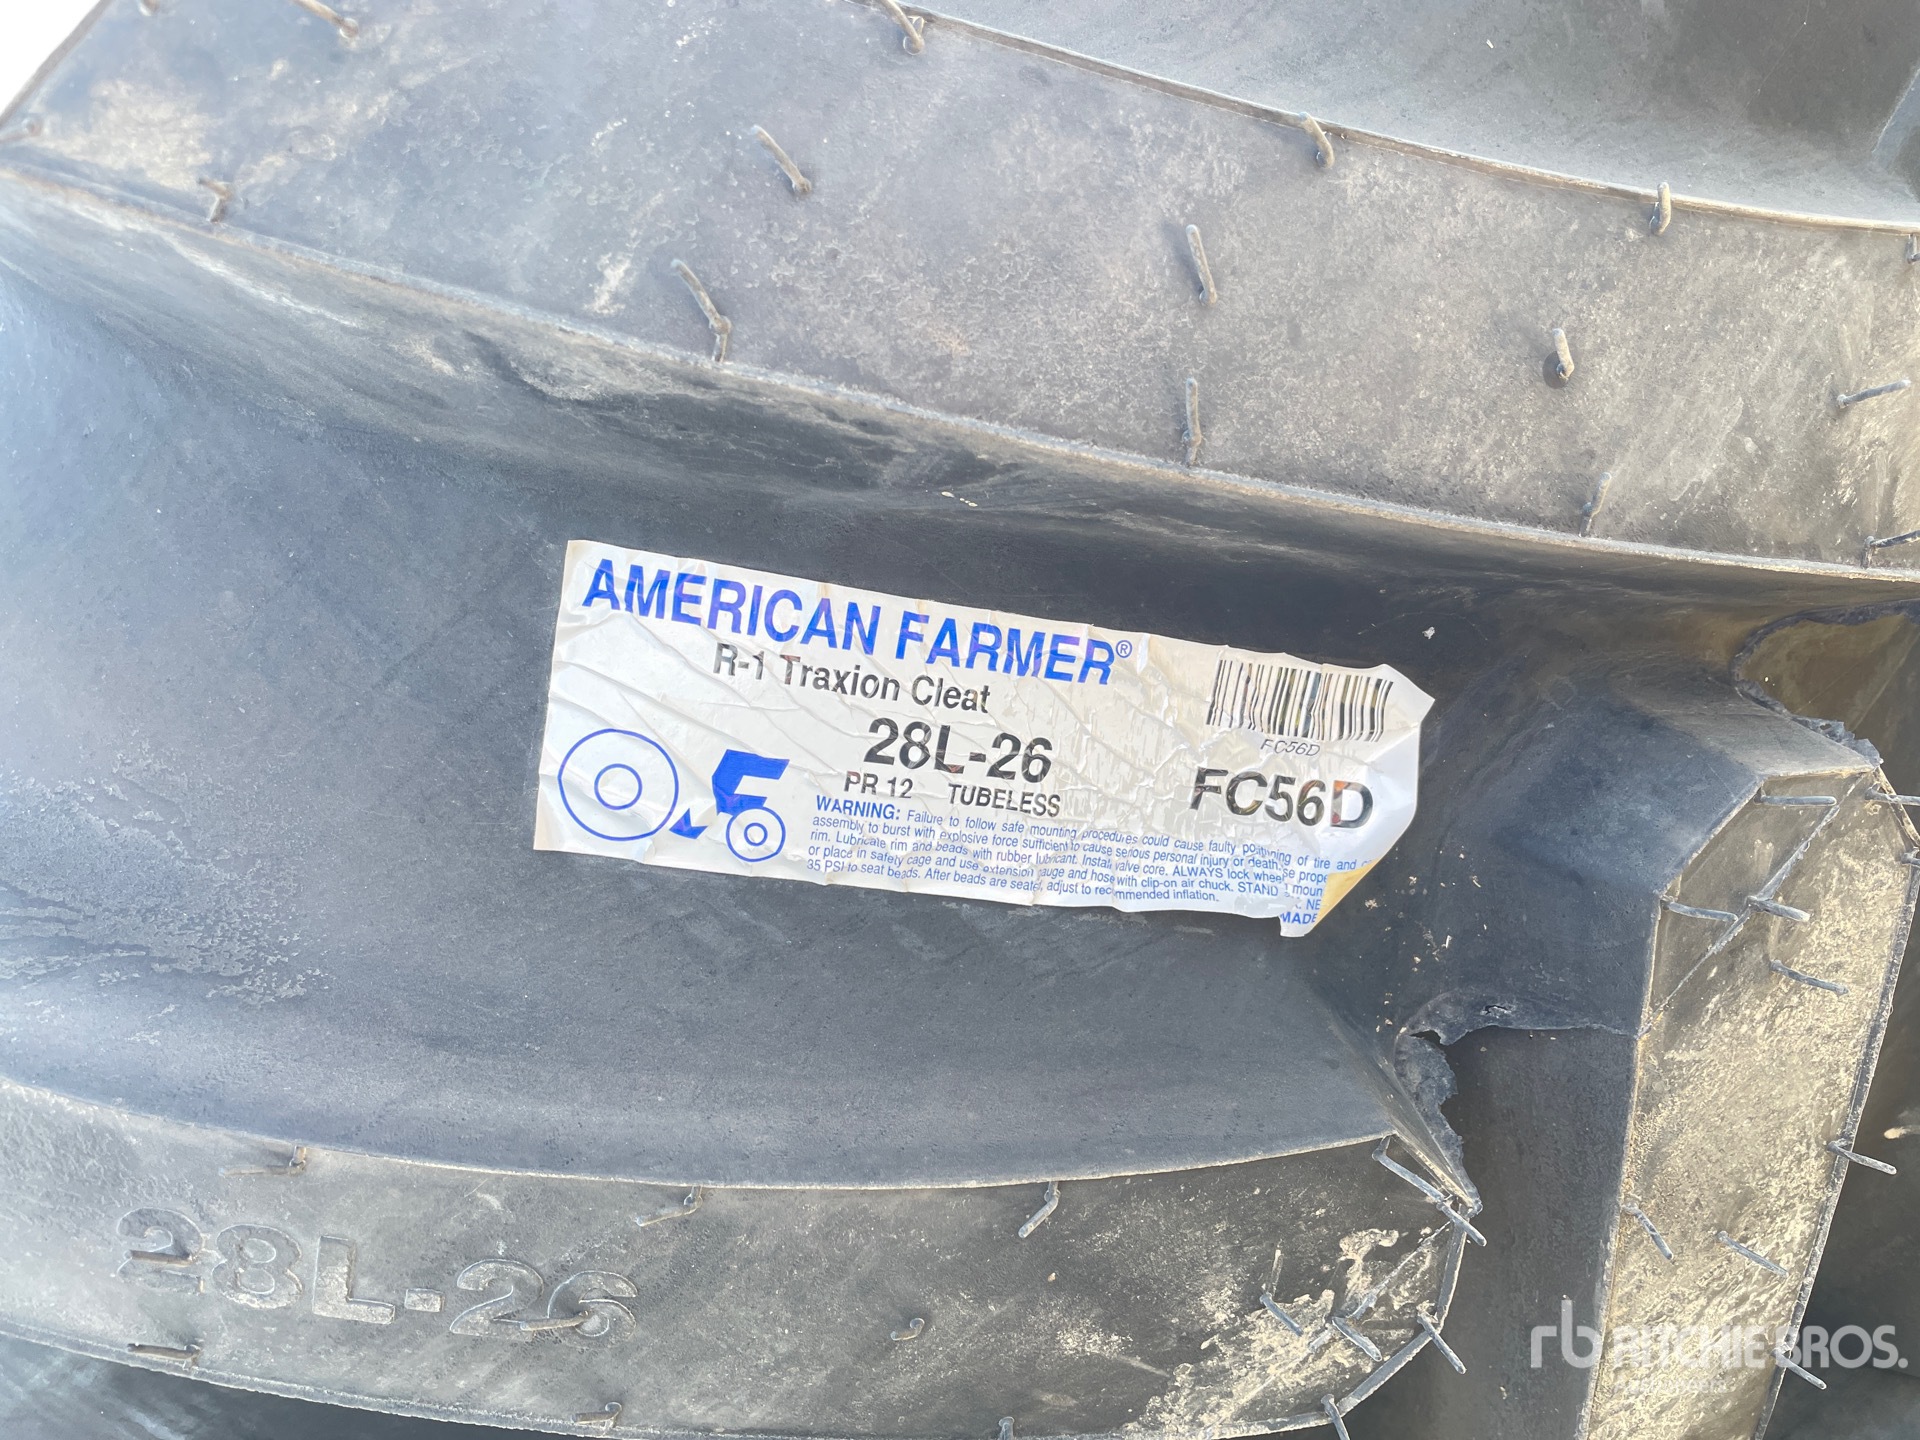 AMERICAN FARMER®
R-1 Traxion Cleat
28L-26
PR 12 TUBELESS
FC56D
FC56D
WARNING: Failure to follow safe mounting procedures could cause faulty positioning of tire and
assembly to burst with explosive force sufficient to cause serious personal injury or death. se prope
rim. Lubricate rim and beads with rubber lubricant. Install valve core. ALWAYS lock wheel moun
or place in safety cage and use extension gauge and hose with clip-on air chuck. STAND NE
35 PSI to seat beads. After beads are seated, adjust to recommended inflation.
MADE
28L-26
rb RITCHIE BROS.